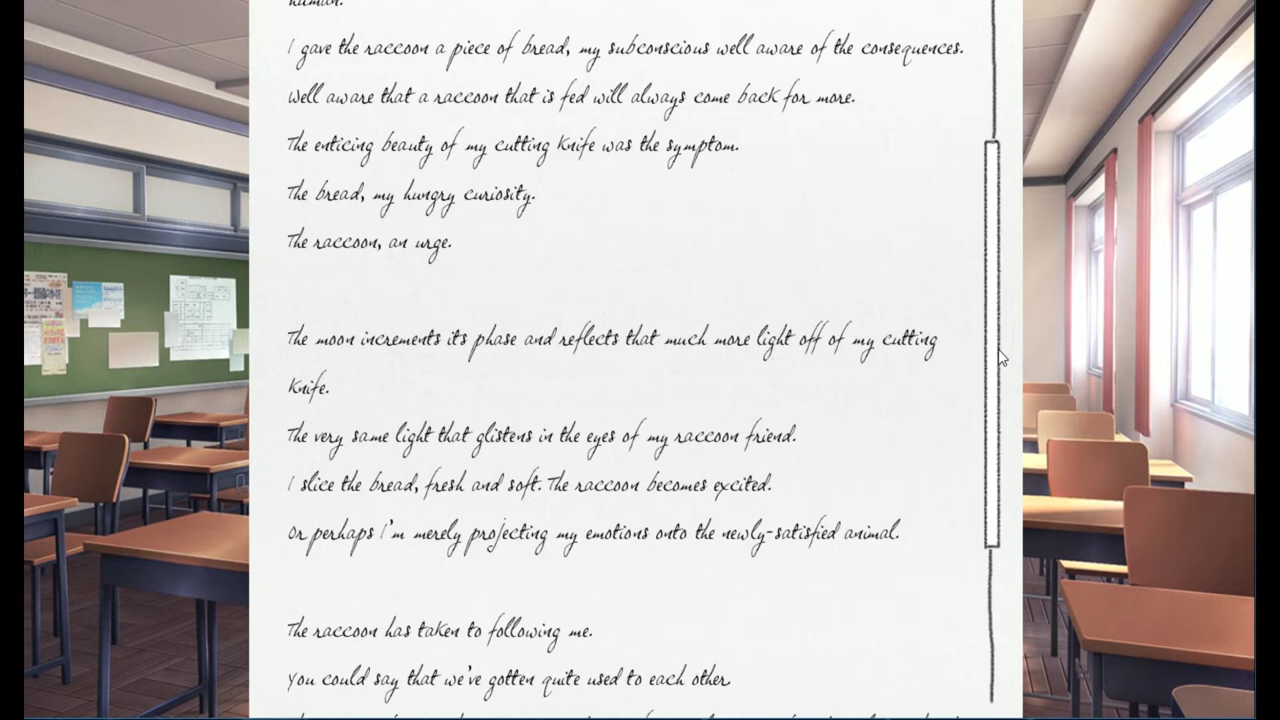 human.
I gave the raccoon a piece of bread, my subconscious well aware of the consequences.
Well aware that a raccoon that is fed will always come back for more.
The enticing beauty of my cutting knife was the symptom.
The bread, my hungry curiosity.
The raccoon, an urge.
The moon increments its phase and reflects that much more light off of my cutting
knife.
The very same light that glistens in the eyes of my raccoon friend.
I slice the bread, fresh and soft. The raccoon becomes excited.
Or perhaps I'm merely projecting my emotions onto the newly-satisfied animal.
The raccoon has taken to following me.
You could say that we've gotten quite used to each other